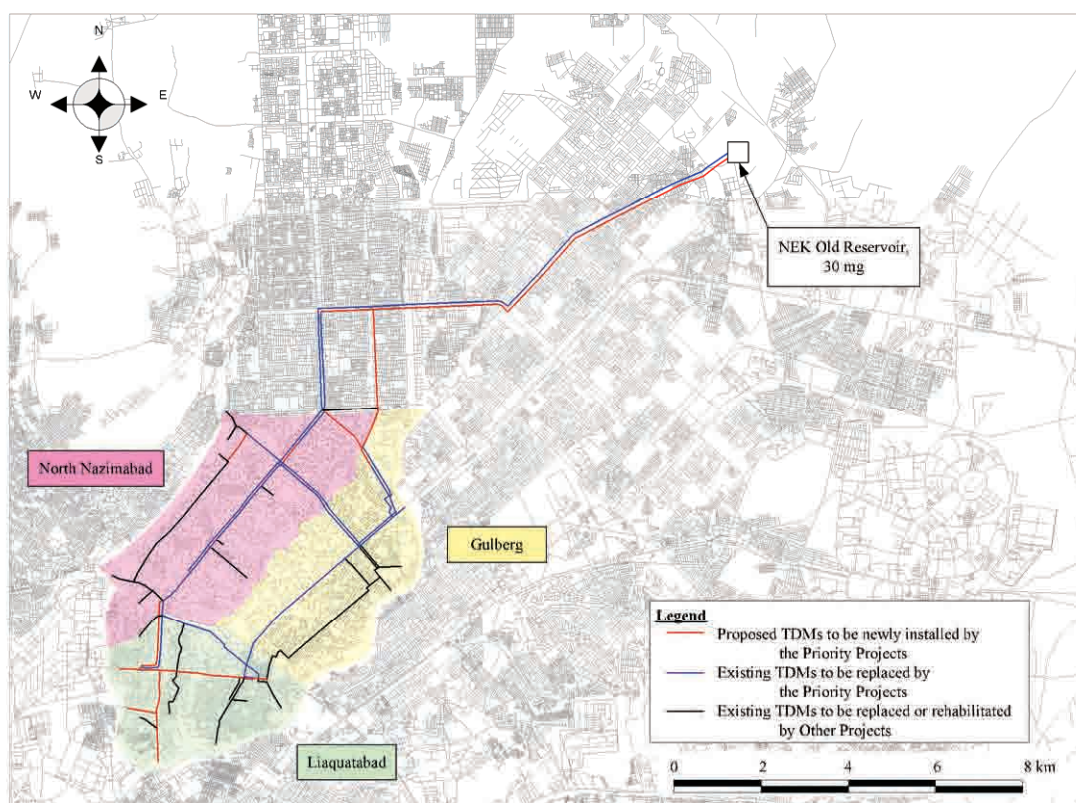 N
W
E
S
NEK Old Reservoir,
30 mg
North Nazimabad
Gulberg
Liaquatabad
Legend
Proposed TDMs to be newly installed by
the Priority Projects
Existing TDMs to be replaced by
the Priority Projects
Existing TDMs to be replaced or rehabilitated
by Other Projects
0 2 4 6 8 km